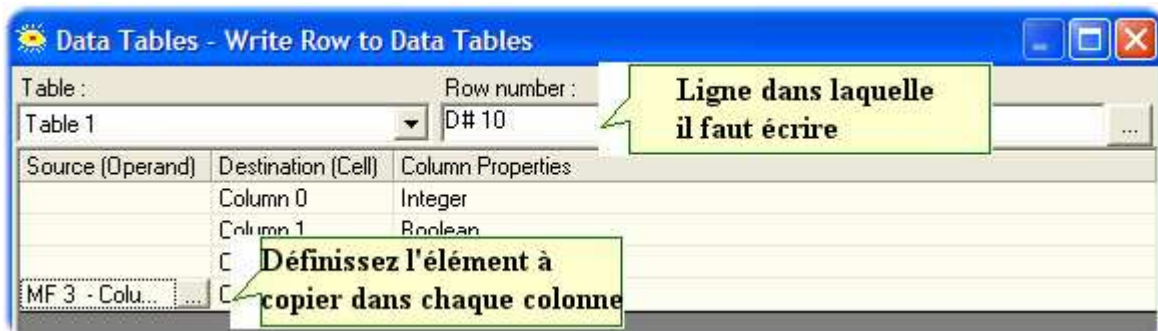 Data Tables - Write Row to Data Tables
Table :
Row number :
Table 1
D# 10
...
Ligne dans laquelle
il faut écrire
Source (Operand) Destination (Cell) Column Properties
Column 0 Integer
Column 1 Boolean
C
MF 3 - Colu... ... C
Définissez l'élément à
copier dans chaque colonne